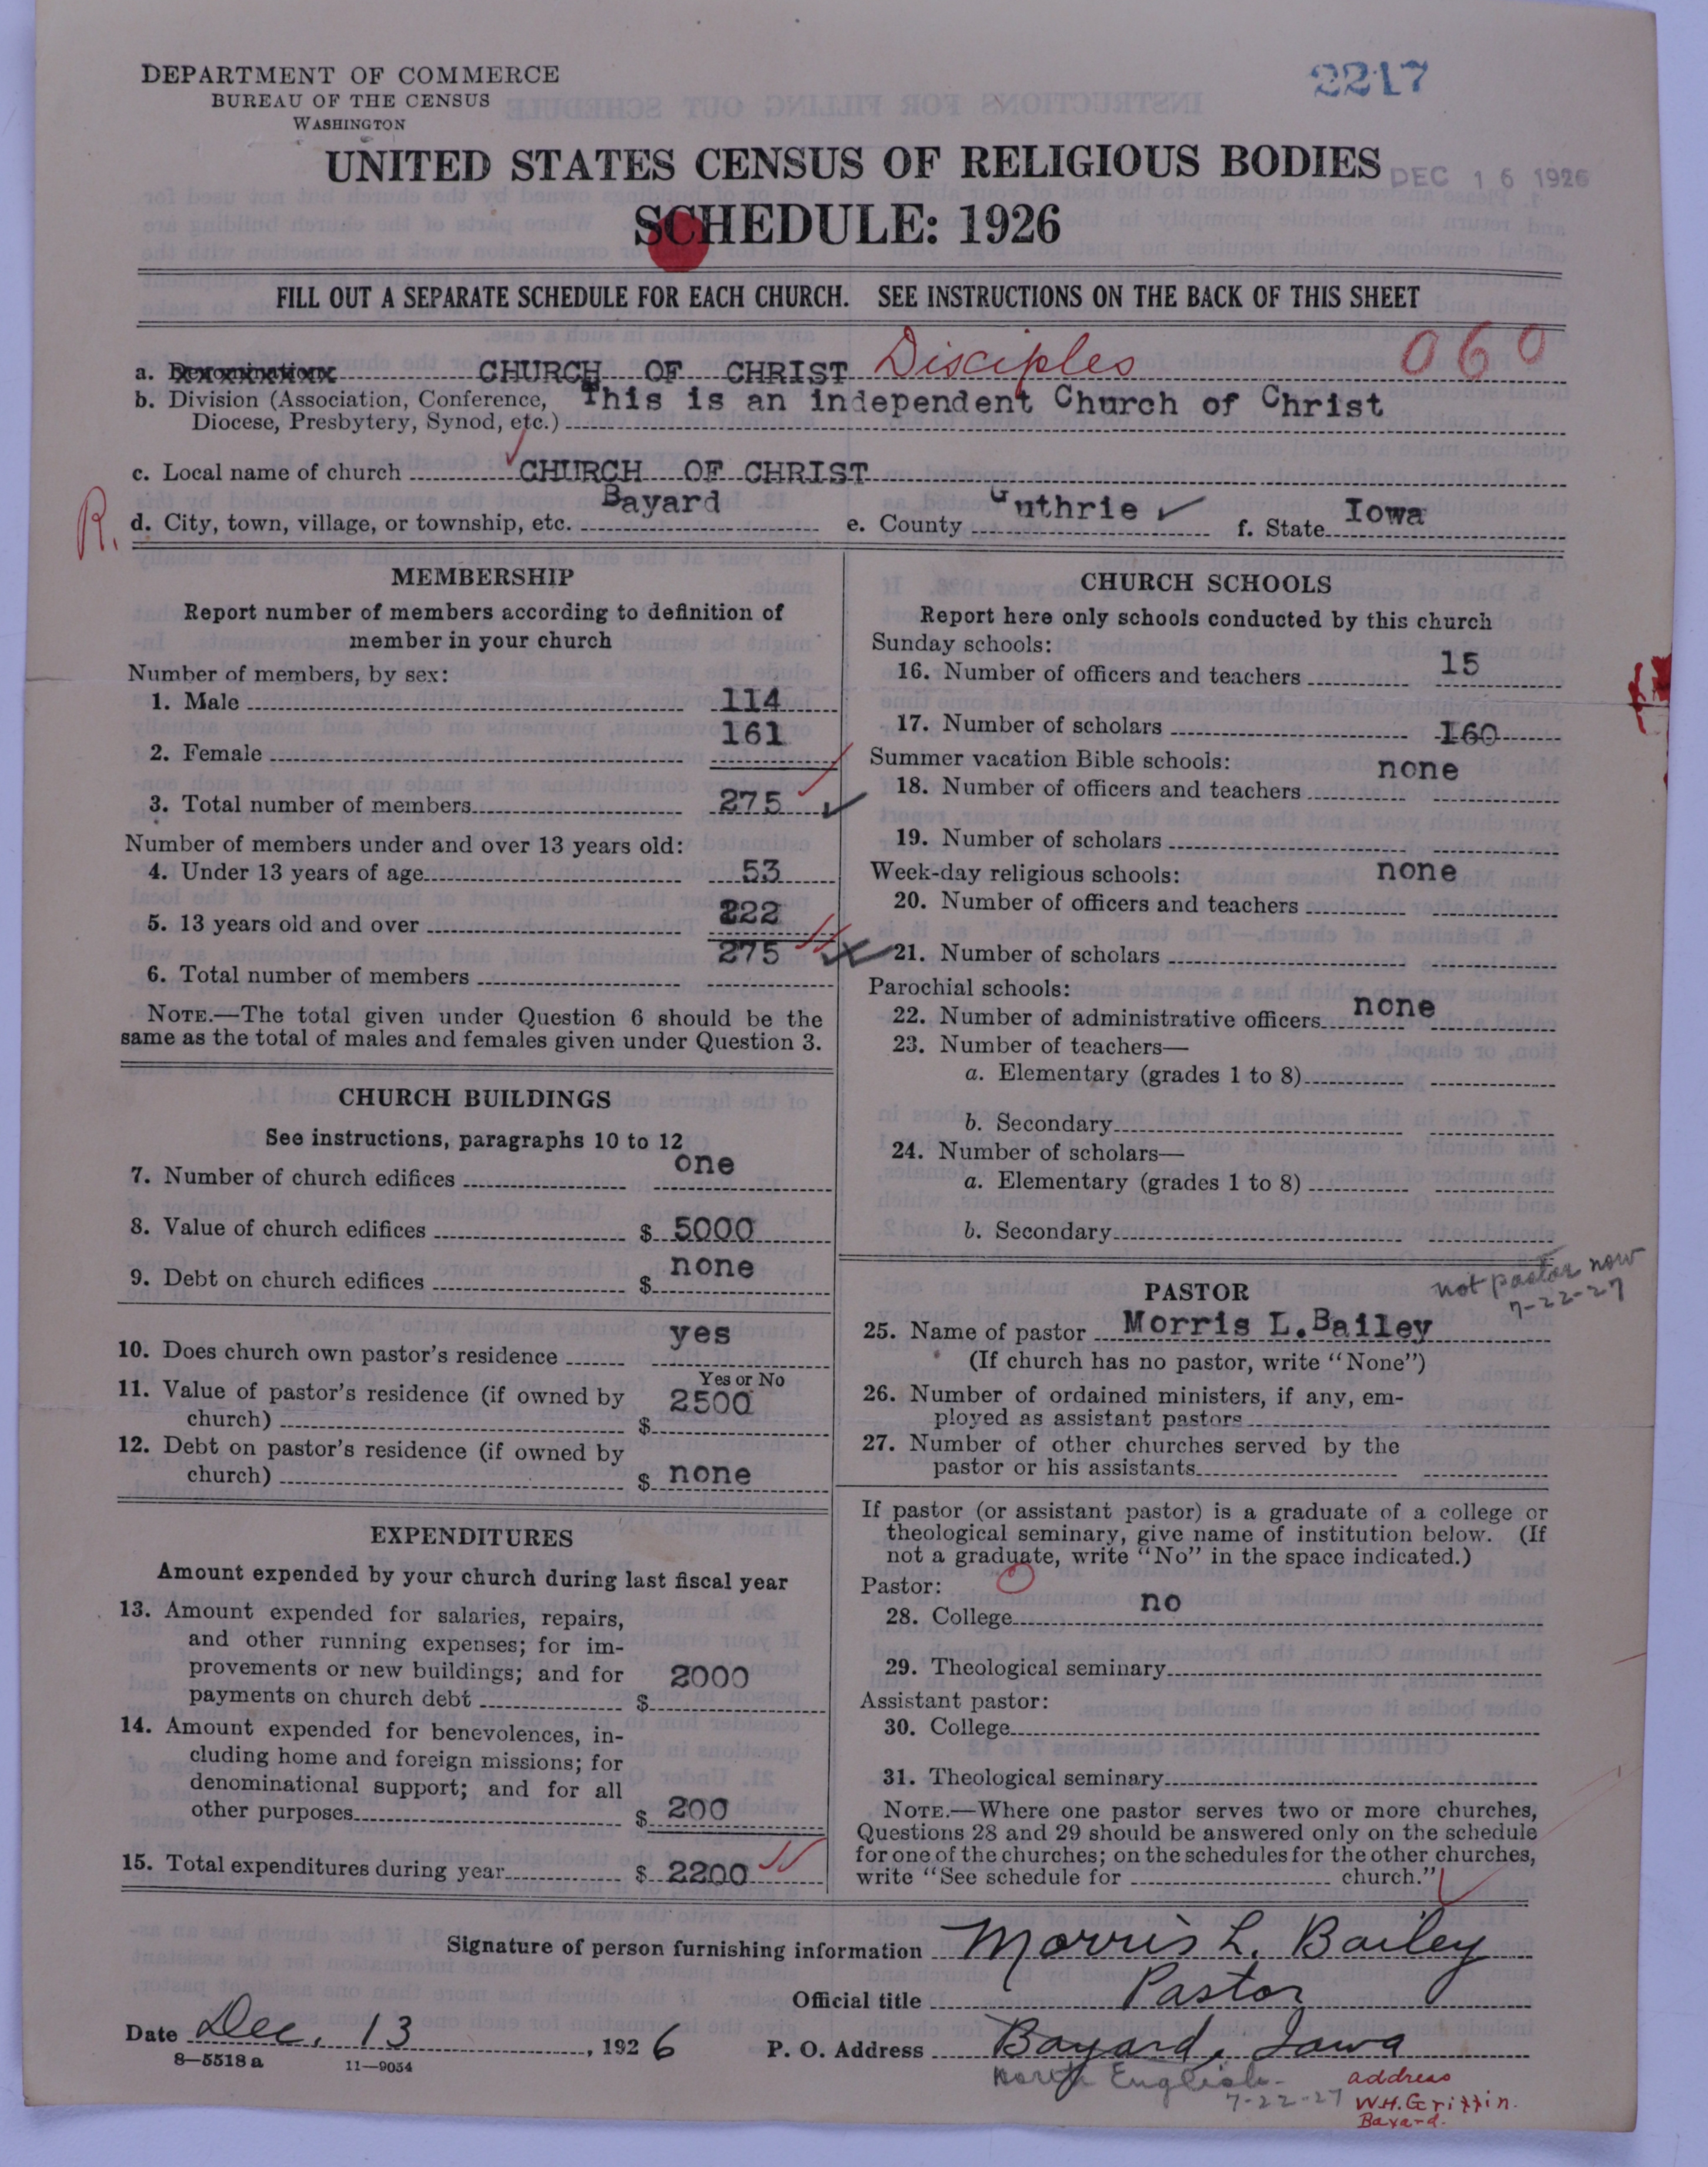 DEPARTMENT OF COMMERCE
BUREAU OF THE CENSUS
WASHINGTON
2217
UNITED STATES CENSUS OF RELIGIOUS BODIES
DEC 16 1926
SCHEDULE: 1926
FILL OUT A SEPARATE SCHEDULE FOR EACH CHURCH. SEE INSTRUCTIONS ON THE BACK OF THIS SHEET
a. Denomination CHURCH OF CHRIST Disciples 060
b. Division (Association, Conference, This is an independent Church of Christ
Diocese, Presbytery, Synod, etc.)
c. Local name of church CHURCH OF CHRIST
R. d. City, town, village, or township, etc. Bayard e. County Guthrie f. State Iowa
MEMBERSHIP
Report number of members according to definition of
member in your church
Number of members, by sex:
1. Male 114
2. Female 161
3. Total number of members 275
Number of members under and over 13 years old:
4. Under 13 years of age 53
5. 13 years old and over 222
6. Total number of members 275
NOTE.—The total given under Question 6 should be the
same as the total of males and females given under Question 3.
CHURCH BUILDINGS
See instructions, paragraphs 10 to 12
7. Number of church edifices one
8. Value of church edifices $ 5000
9. Debt on church edifices $ none
10. Does church own pastor's residence yes
Yes or No
11. Value of pastor's residence (if owned by
church) $ 2500
12. Debt on pastor's residence (if owned by
church) $ none
EXPENDITURES
Amount expended by your church during last fiscal year
13. Amount expended for salaries, repairs,
and other running expenses; for im-
provements or new buildings; and for
payments on church debt $ 2000
14. Amount expended for benevolences, in-
cluding home and foreign missions; for
denominational support; and for all
other purposes $ 200
15. Total expenditures during year $ 2200
CHURCH SCHOOLS
Report here only schools conducted by this church
Sunday schools:
16. Number of officers and teachers 15
17. Number of scholars 160
Summer vacation Bible schools:
18. Number of officers and teachers none
19. Number of scholars
Week-day religious schools:
20. Number of officers and teachers none
21. Number of scholars
Parochial schools:
22. Number of administrative officers none
23. Number of teachers—
a. Elementary (grades 1 to 8)
b. Secondary
24. Number of scholars—
a. Elementary (grades 1 to 8)
b. Secondary
PASTOR
not pastor now
7-22-27
25. Name of pastor Morris L. Bailey
(If church has no pastor, write "None")
26. Number of ordained ministers, if any, em-
ployed as assistant pastors
27. Number of other churches served by the
pastor or his assistants
If pastor (or assistant pastor) is a graduate of a college or
theological seminary, give name of institution below. (If
not a graduate, write "No" in the space indicated.)
Pastor:
28. College no
29. Theological seminary
Assistant pastor:
30. College
31. Theological seminary
NOTE.—Where one pastor serves two or more churches,
Questions 28 and 29 should be answered only on the schedule
for one of the churches; on the schedules for the other churches,
write "See schedule for church."
Signature of person furnishing information Morris L. Bailey
Official title Pastor
Date Dec. 13, 1926 P. O. Address Bayard, Iowa
8—5518a 11—9054
North English-
7-22-27
address
W.H. Griffin.
Bayard.